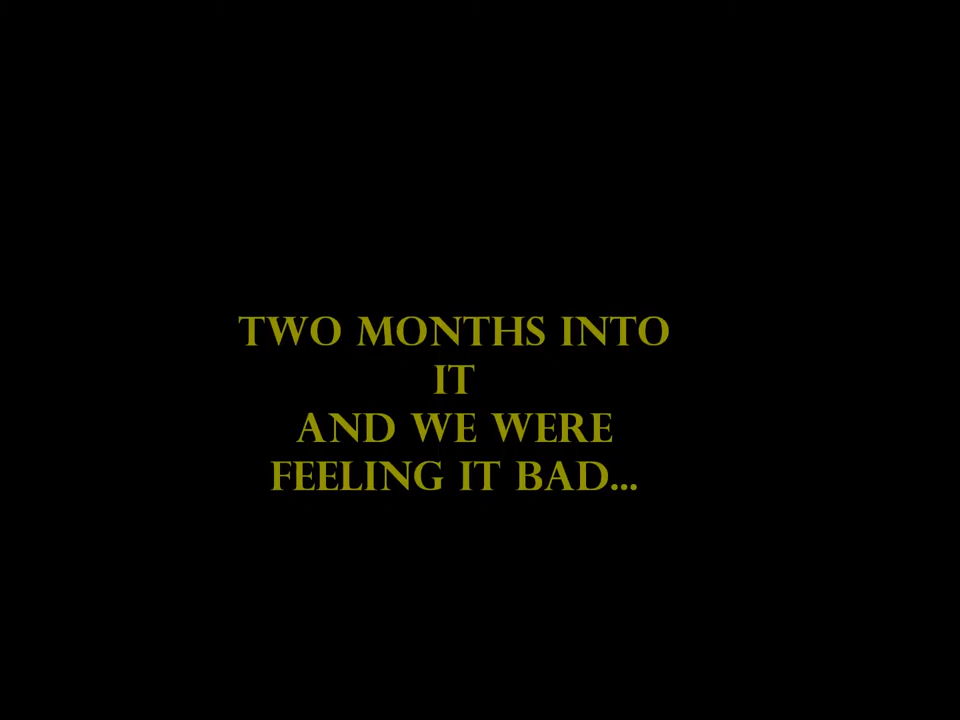 TWO MONTHS INTO
IT
AND WE WERE
FEELING IT BAD...